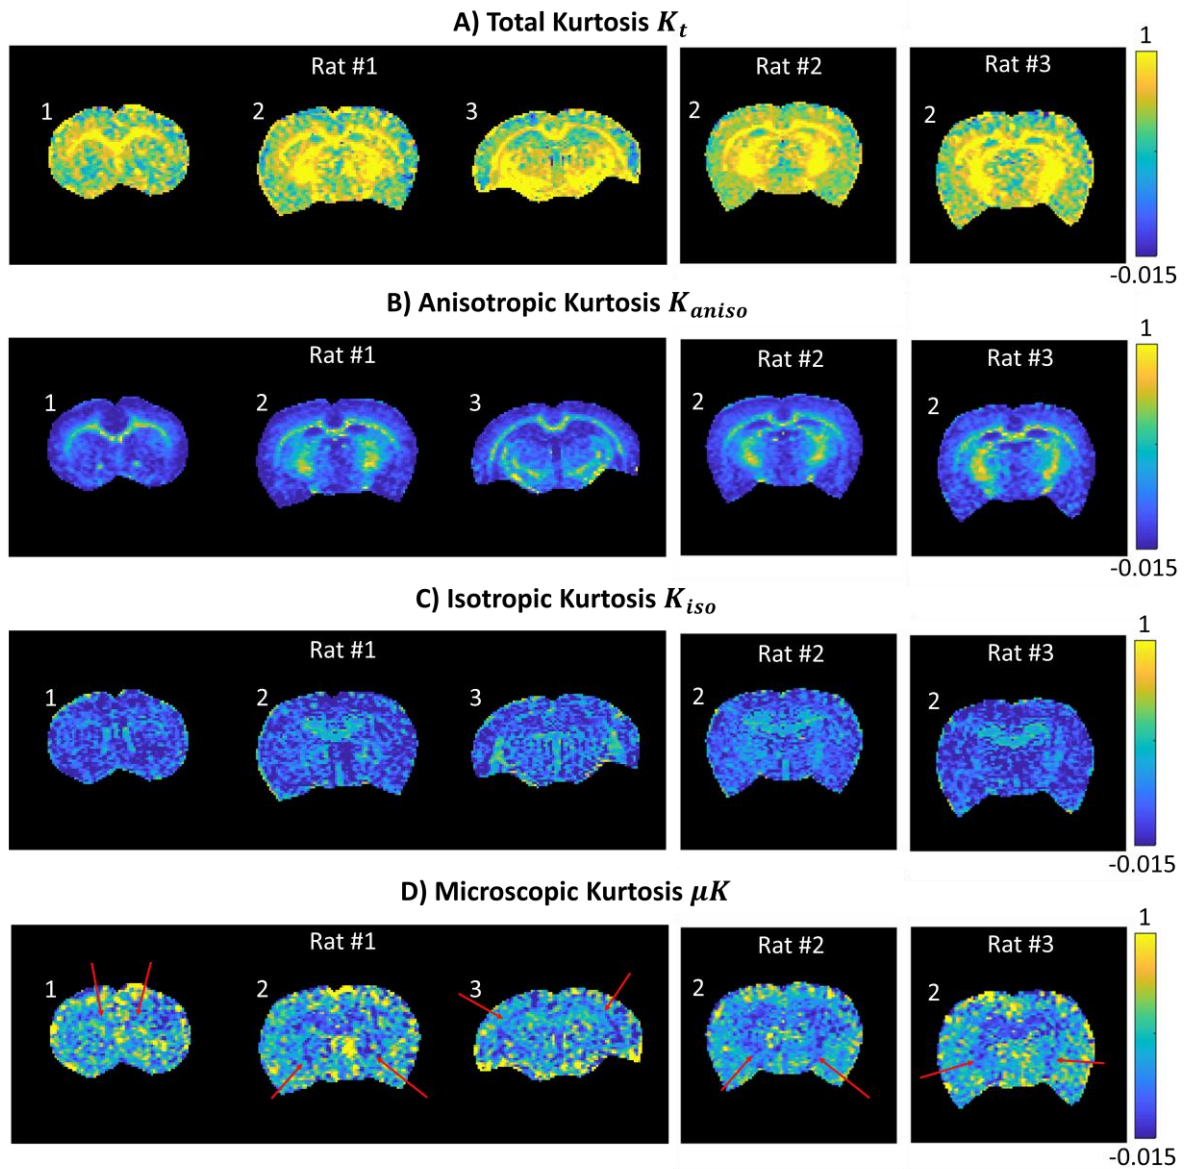 A) Total Kurtosis K_t
Rat #1 Rat #2 Rat #3 1
1 2 3 2 2
-0.015
B) Anisotropic Kurtosis K_aniso
Rat #1 Rat #2 Rat #3 1
1 2 3 2 2
-0.015
C) Isotropic Kurtosis K_iso
Rat #1 Rat #2 Rat #3 1
1 2 3 2 2
-0.015
D) Microscopic Kurtosis μK
Rat #1 Rat #2 Rat #3 1
1 2 3 2 2
-0.015